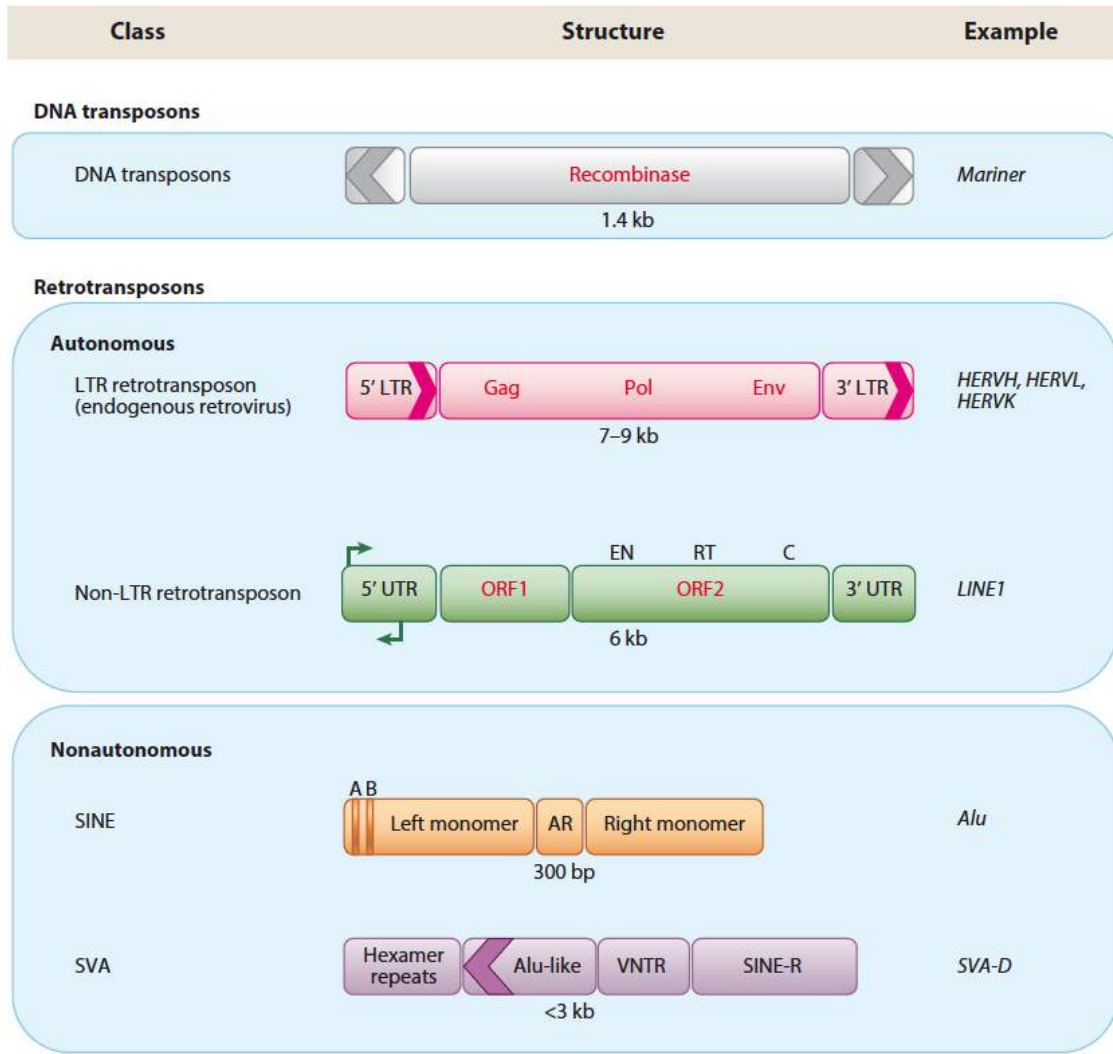 Class Structure Example
DNA transposons
DNA transposons Recombinase Mariner
1.4 kb
Retrotransposons
Autonomous
LTR retrotransposon
(endogenous retrovirus)
5′ LTR Gag Pol Env 3′ LTR
HERVH, HERVL,
HERVK
7–9 kb
EN RT C
Non-LTR retrotransposon 5′ UTR ORF1 ORF2 3′ UTR LINE1
6 kb
Nonautonomous
A B
SINE Left monomer AR Right monomer Alu
300 bp
SVA
Hexamer
repeats
Alu-like VNTR SINE-R SVA-D
<3 kb